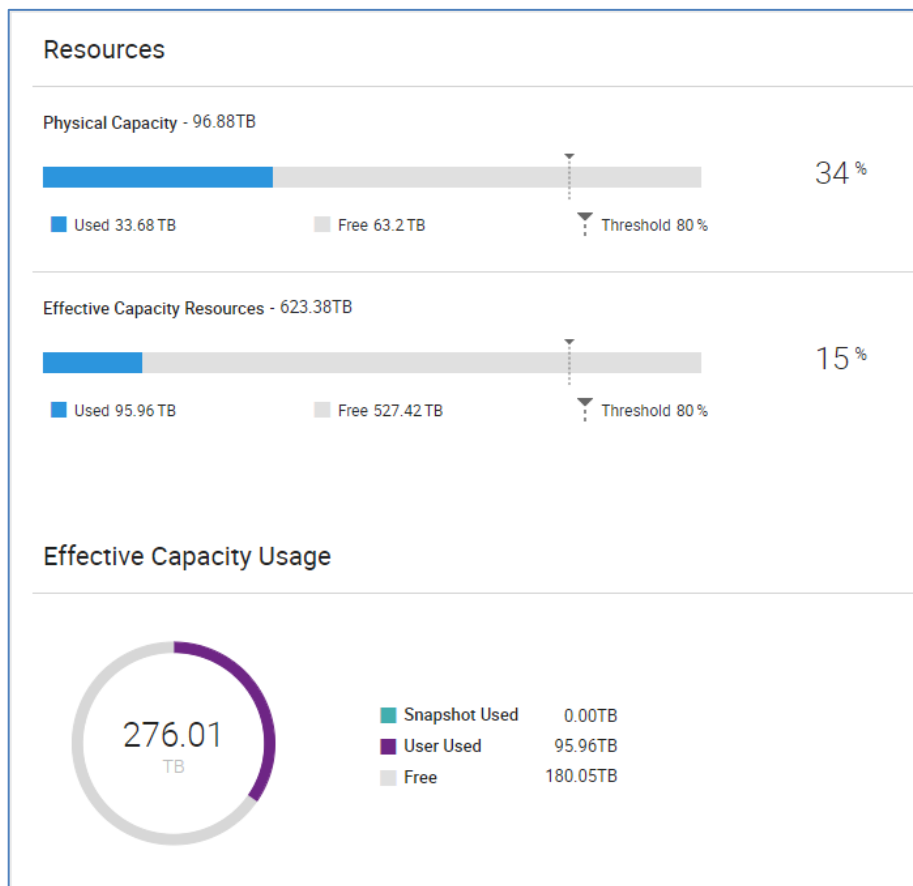 Resources
Physical Capacity - 96.88TB
34 %
Used 33.68 TB Free 63.2 TB Threshold 80 %
Effective Capacity Resources - 623.38TB
15 %
Used 95.96 TB Free 527.42 TB Threshold 80 %
Effective Capacity Usage
276.01
TB
Snapshot Used 0.00TB
User Used 95.96TB
Free 180.05TB